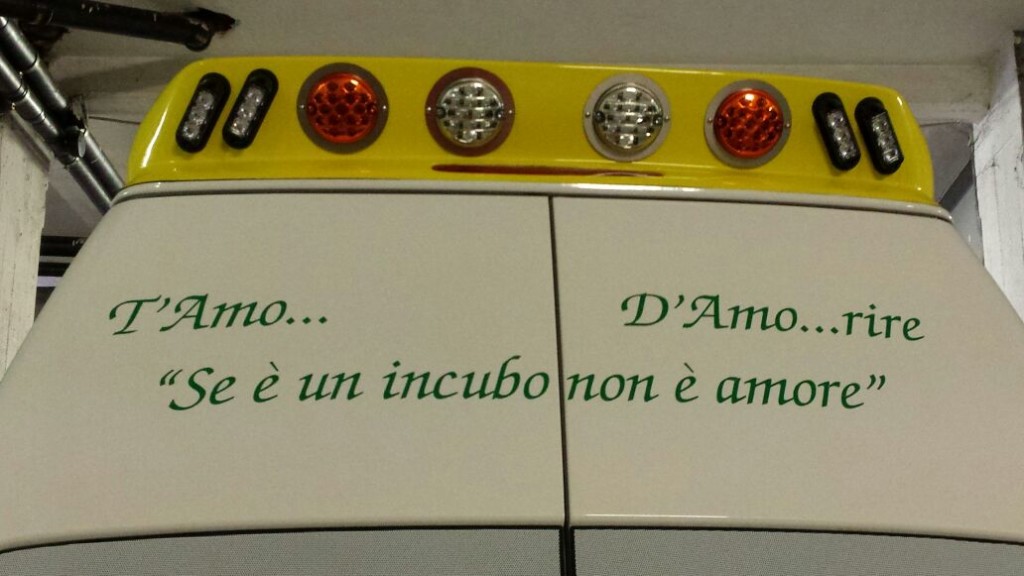 T'Amo... D'Amo...rire
“Se è un incubo non è amore”